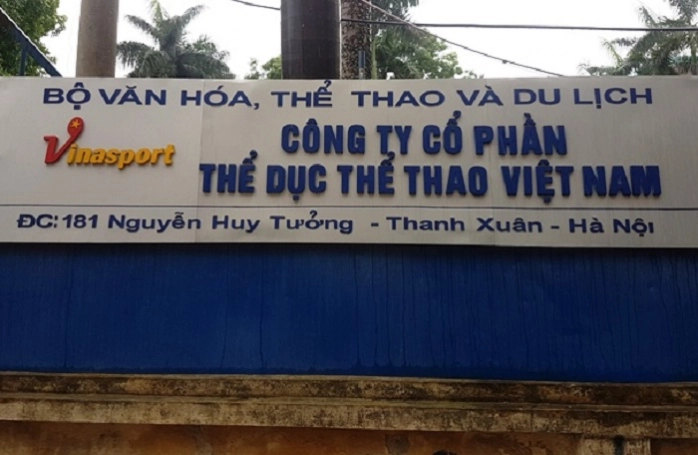 BỘ VĂN HÓA, THỂ THAO VÀ DU LỊCH
Vinasport
CÔNG TY CỔ PHẦN
THỂ DỤC THỂ THAO VIỆT NAM
ĐC: 181 Nguyễn Huy Tưởng - Thanh Xuân - Hà Nội